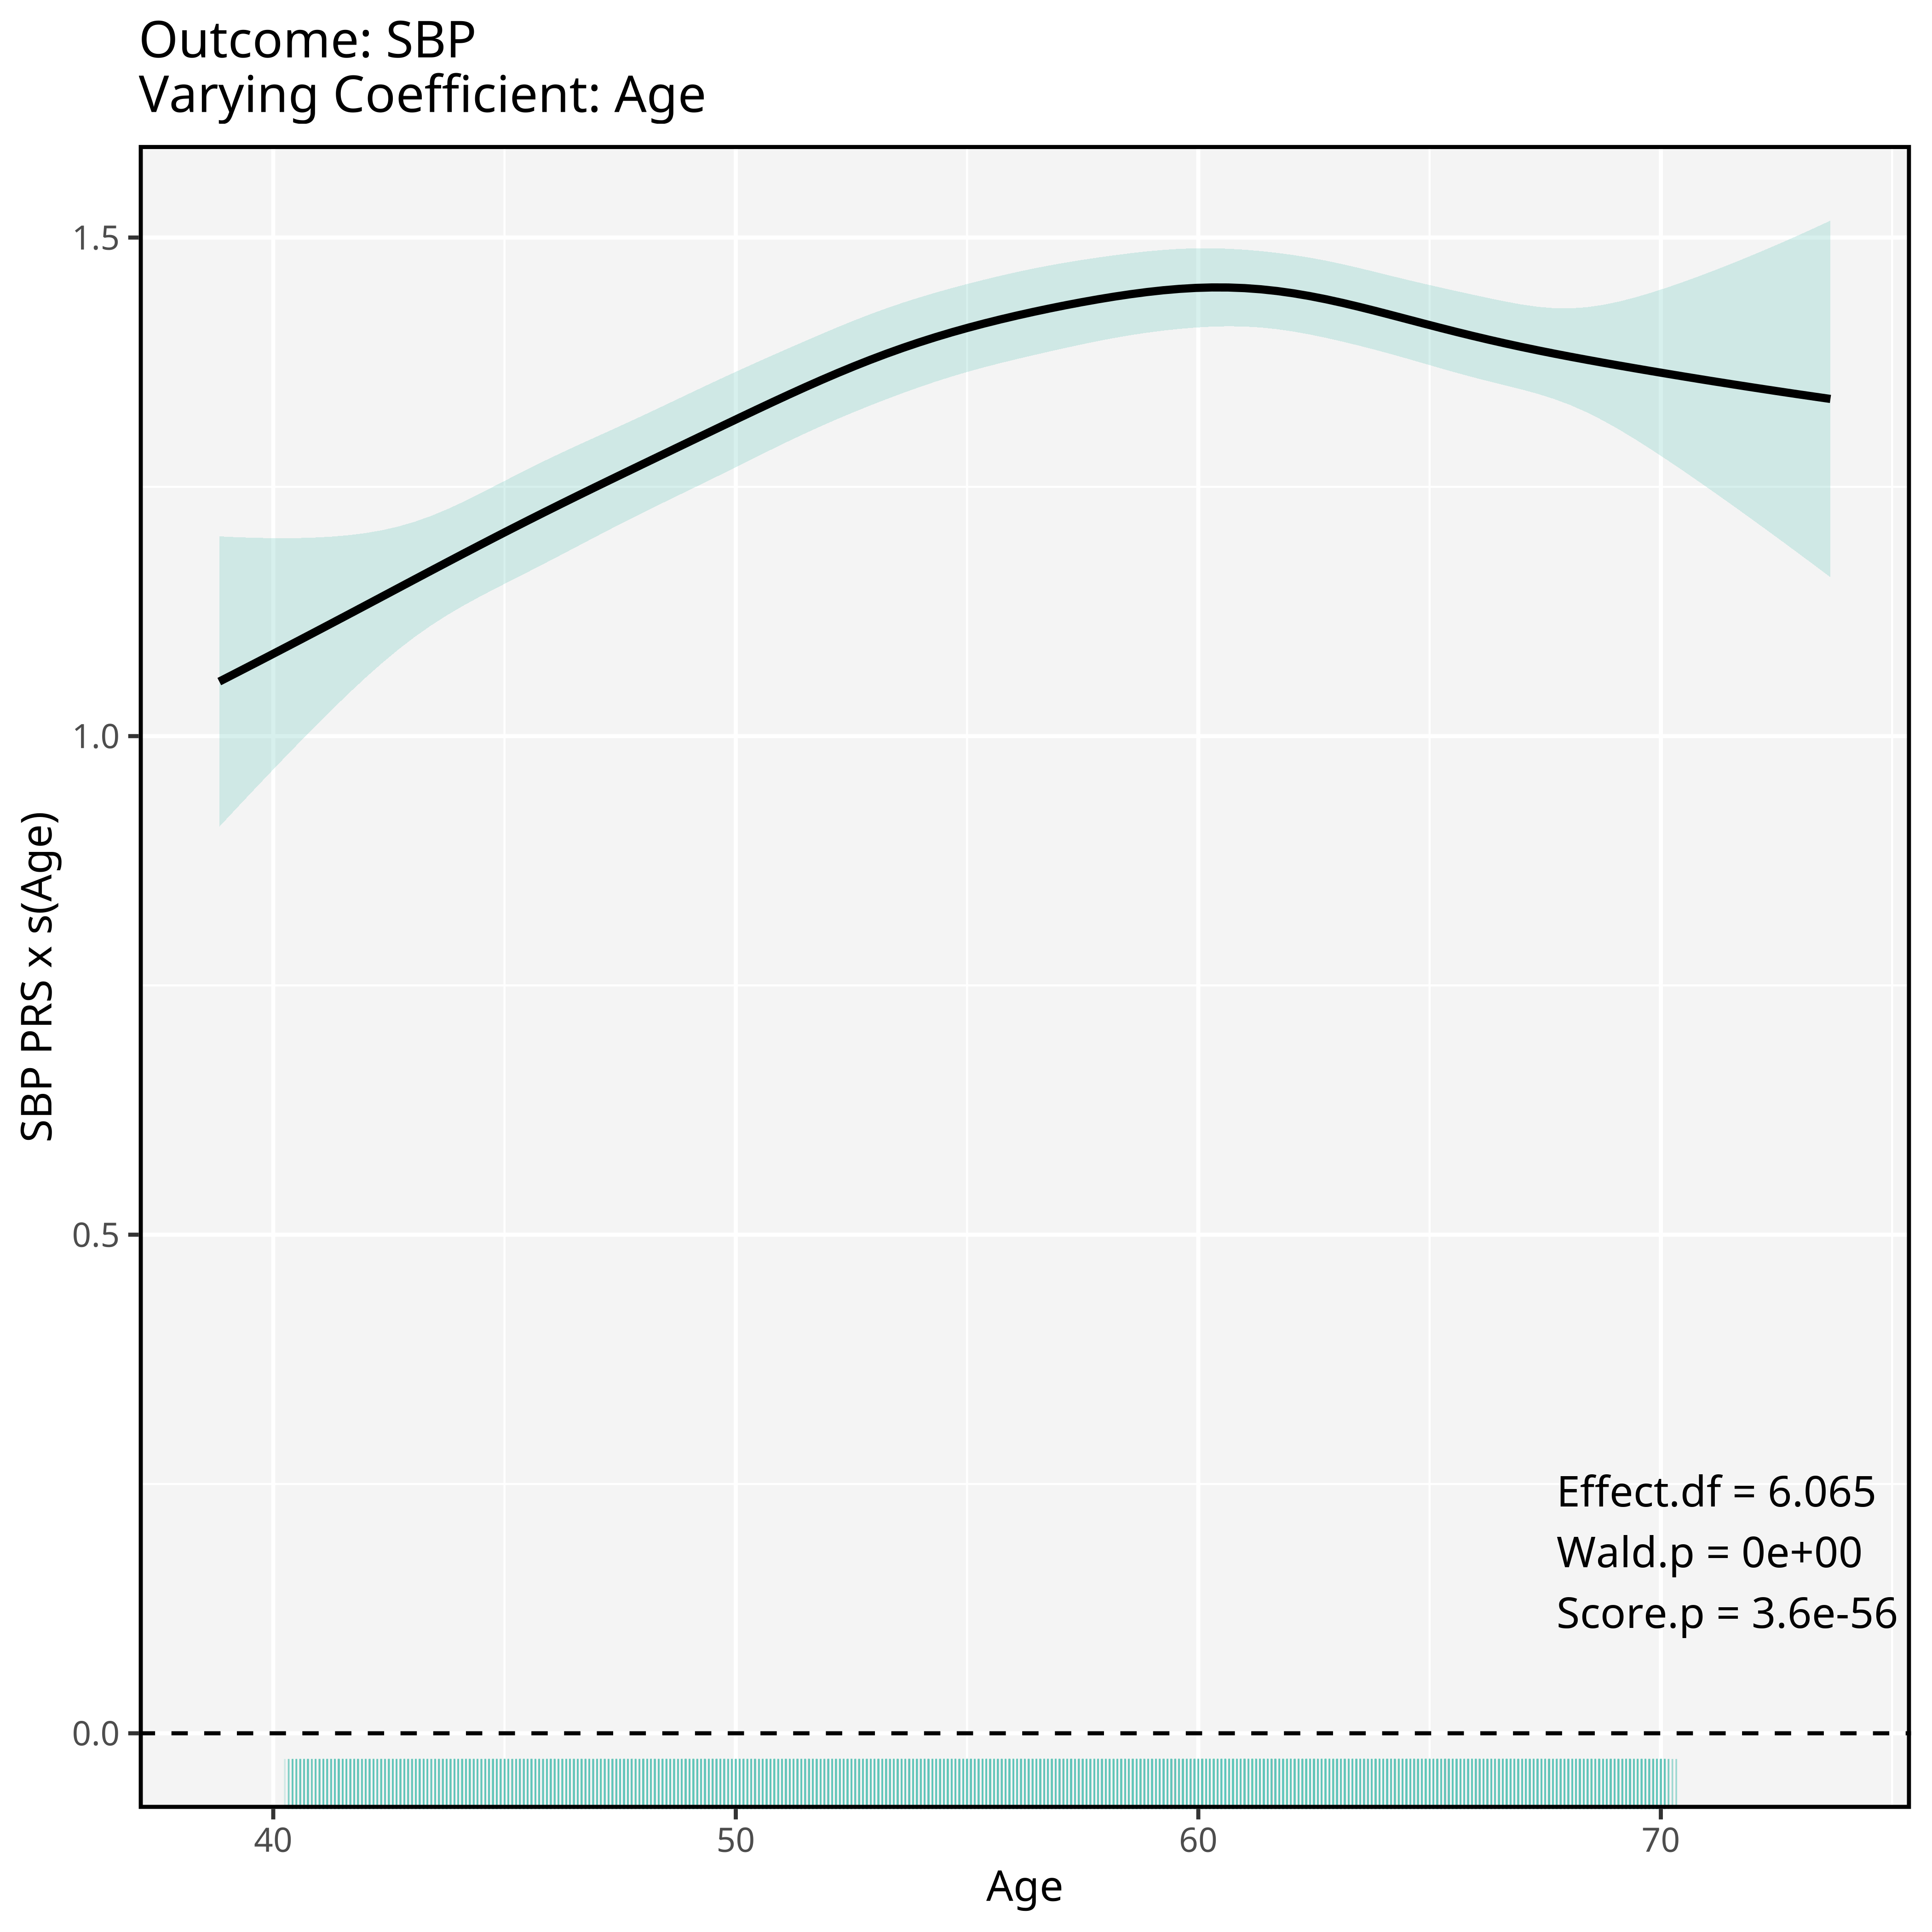 Outcome: SBP
Varying Coefficient: Age
1.5
1.0
0.5
0.0
SBP PRS x s(Age)
Effect.df = 6.065
Wald.p = 0e+00
Score.p = 3.6e-56
40 50 60 70
Age